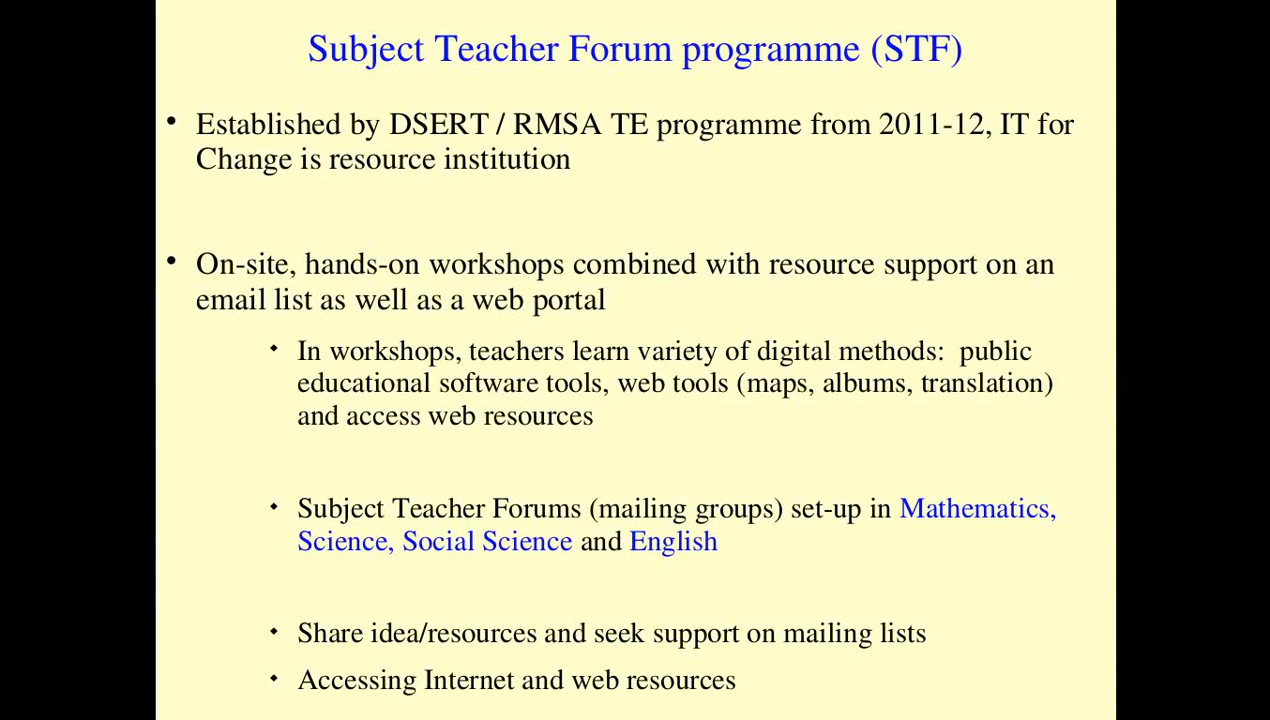 Subject Teacher Forum programme (STF)
• Established by DSERT / RMSA TE programme from 2011-12, IT for
Change is resource institution
• On-site, hands-on workshops combined with resource support on an
email list as well as a web portal
◆ In workshops, teachers learn variety of digital methods:  public
educational software tools, web tools (maps, albums, translation)
and access web resources
◆ Subject Teacher Forums (mailing groups) set-up in Mathematics,
Science, Social Science and English
◆ Share idea/resources and seek support on mailing lists
◆ Accessing Internet and web resources